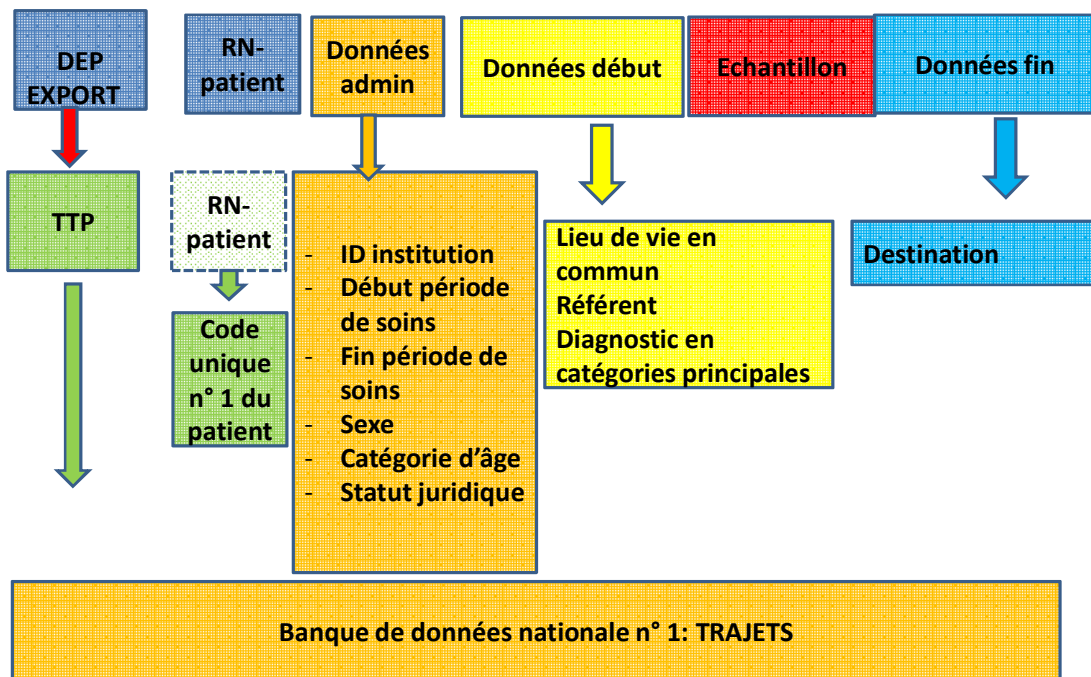 DEP
EXPORT
RN-
patient
Données
admin
Données début
Echantillon
Données fin
TTP
RN-
patient
Code
unique
n° 1 du
patient
- ID institution
- Début période
de soins
- Fin période de
soins
- Sexe
- Catégorie d’âge
- Statut juridique
Lieu de vie en
commun
Référent
Diagnostic en
catégories principales
Destination
Banque de données nationale n° 1: TRAJETS